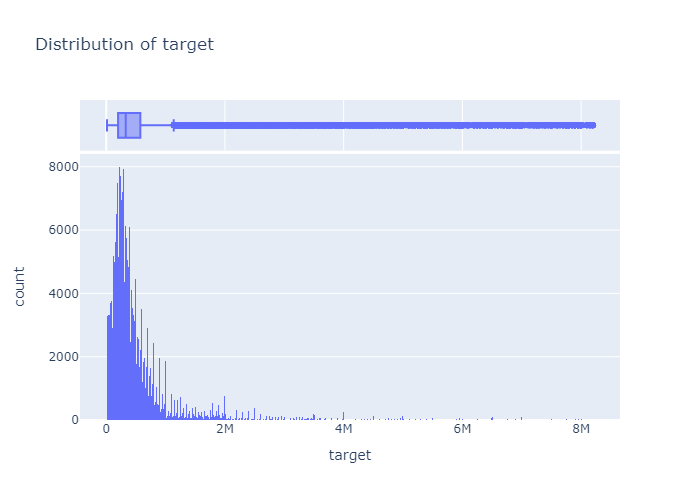 Distribution of target
8000
6000
4000
2000
0
count
0
2M
4M
6M
8M
target